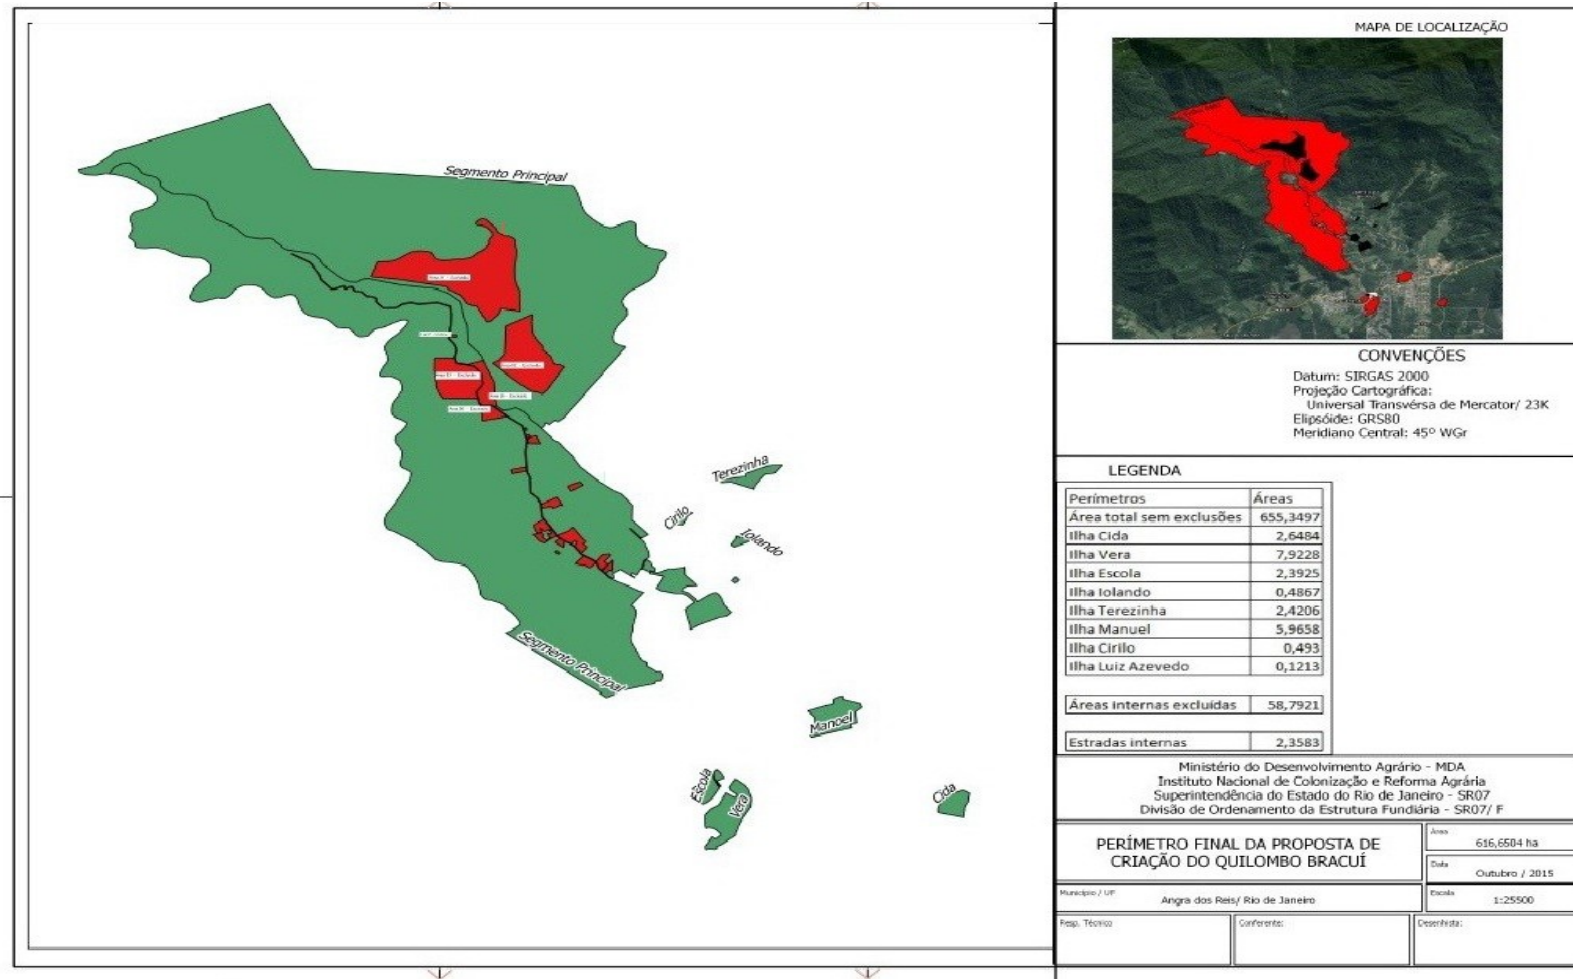 MAPA DE LOCALIZAÇÃO
Segmento Principal
Terezinha
Cirilo
Iolando
Segmento Principal
Manoel
Escola
Vera
Cida
CONVENÇÕES
Datum: SIRGAS 2000
Projeção Cartográfica:
Universal Transvérsa de Mercator/ 23K
Elipsóide: GRS80
Meridiano Central: 45º WGr
LEGENDA
Perímetros Áreas
Área total sem exclusões 655,3497
Ilha Cida 2,6484
Ilha Vera 7,9228
Ilha Escola 2,3925
Ilha Iolando 0,4867
Ilha Terezinha 2,4206
Ilha Manuel 5,9658
Ilha Cirilo 0,493
Ilha Luiz Azevedo 0,1213
Áreas internas excluídas 58,7921
Estradas internas 2,3583
Ministério do Desenvolvimento Agrário - MDA
Instituto Nacional de Colonização e Reforma Agrária
Superintendência do Estado do Rio de Janeiro - SR07
Divisão de Ordenamento da Estrutura Fundiária - SR07/ F
PERÍMETRO FINAL DA PROPOSTA DE
CRIAÇÃO DO QUILOMBO BRACUÍ
Área
616,6504 ha
Data
Outubro / 2015
Município / UF
Angra dos Reis/ Rio de Janeiro
Escala
1:25500
Resp. Técnico
Conferente:
Desenhista: